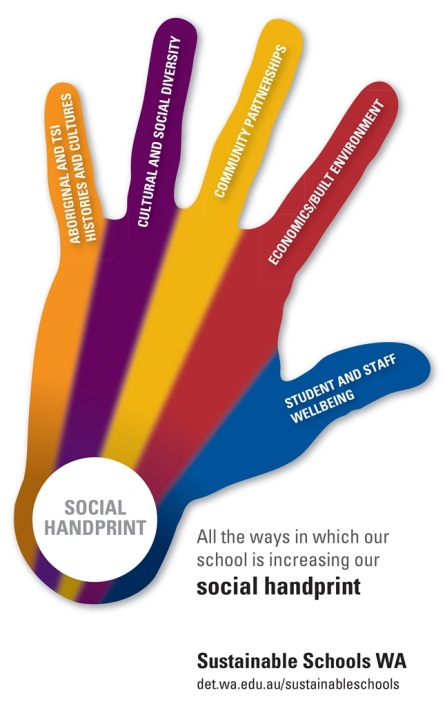 ABORIGINAL AND TSI
HISTORIES AND CULTURES
CULTURAL AND SOCIAL DIVERSITY
COMMUNITY PARTNERSHIPS
ECONOMICS/BUILT ENVIRONMENT
STUDENT AND STAFF
WELLBEING
SOCIAL
HANDPRINT
All the ways in which our
school is increasing our
social handprint
Sustainable Schools WA
det.wa.edu.au/sustainableschools